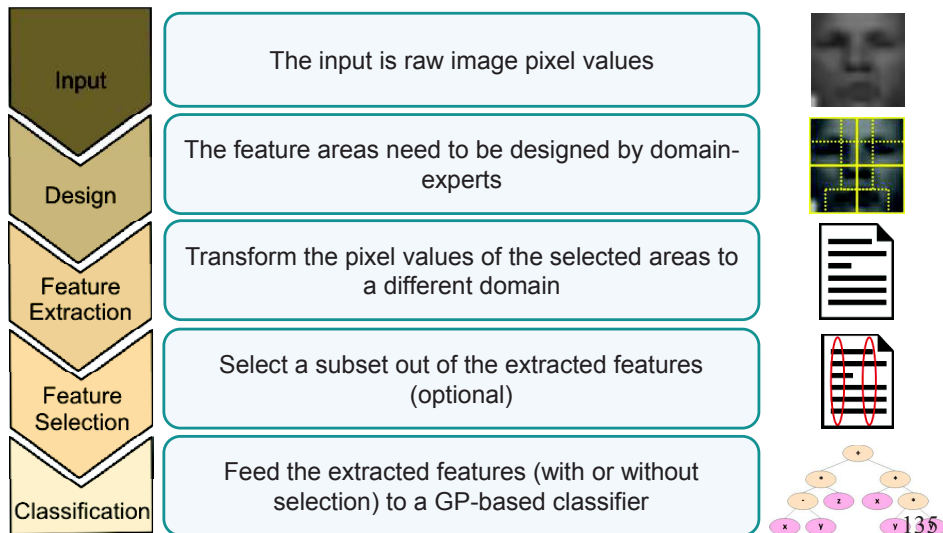 Input
The input is raw image pixel values
Design
The feature areas need to be designed by domain-
experts
Feature
Extraction
Transform the pixel values of the selected areas to
a different domain
Feature
Selection
Select a subset out of the extracted features
(optional)
Classification
Feed the extracted features (with or without
selection) to a GP-based classifier
+
* *
- z x *
x y y
135